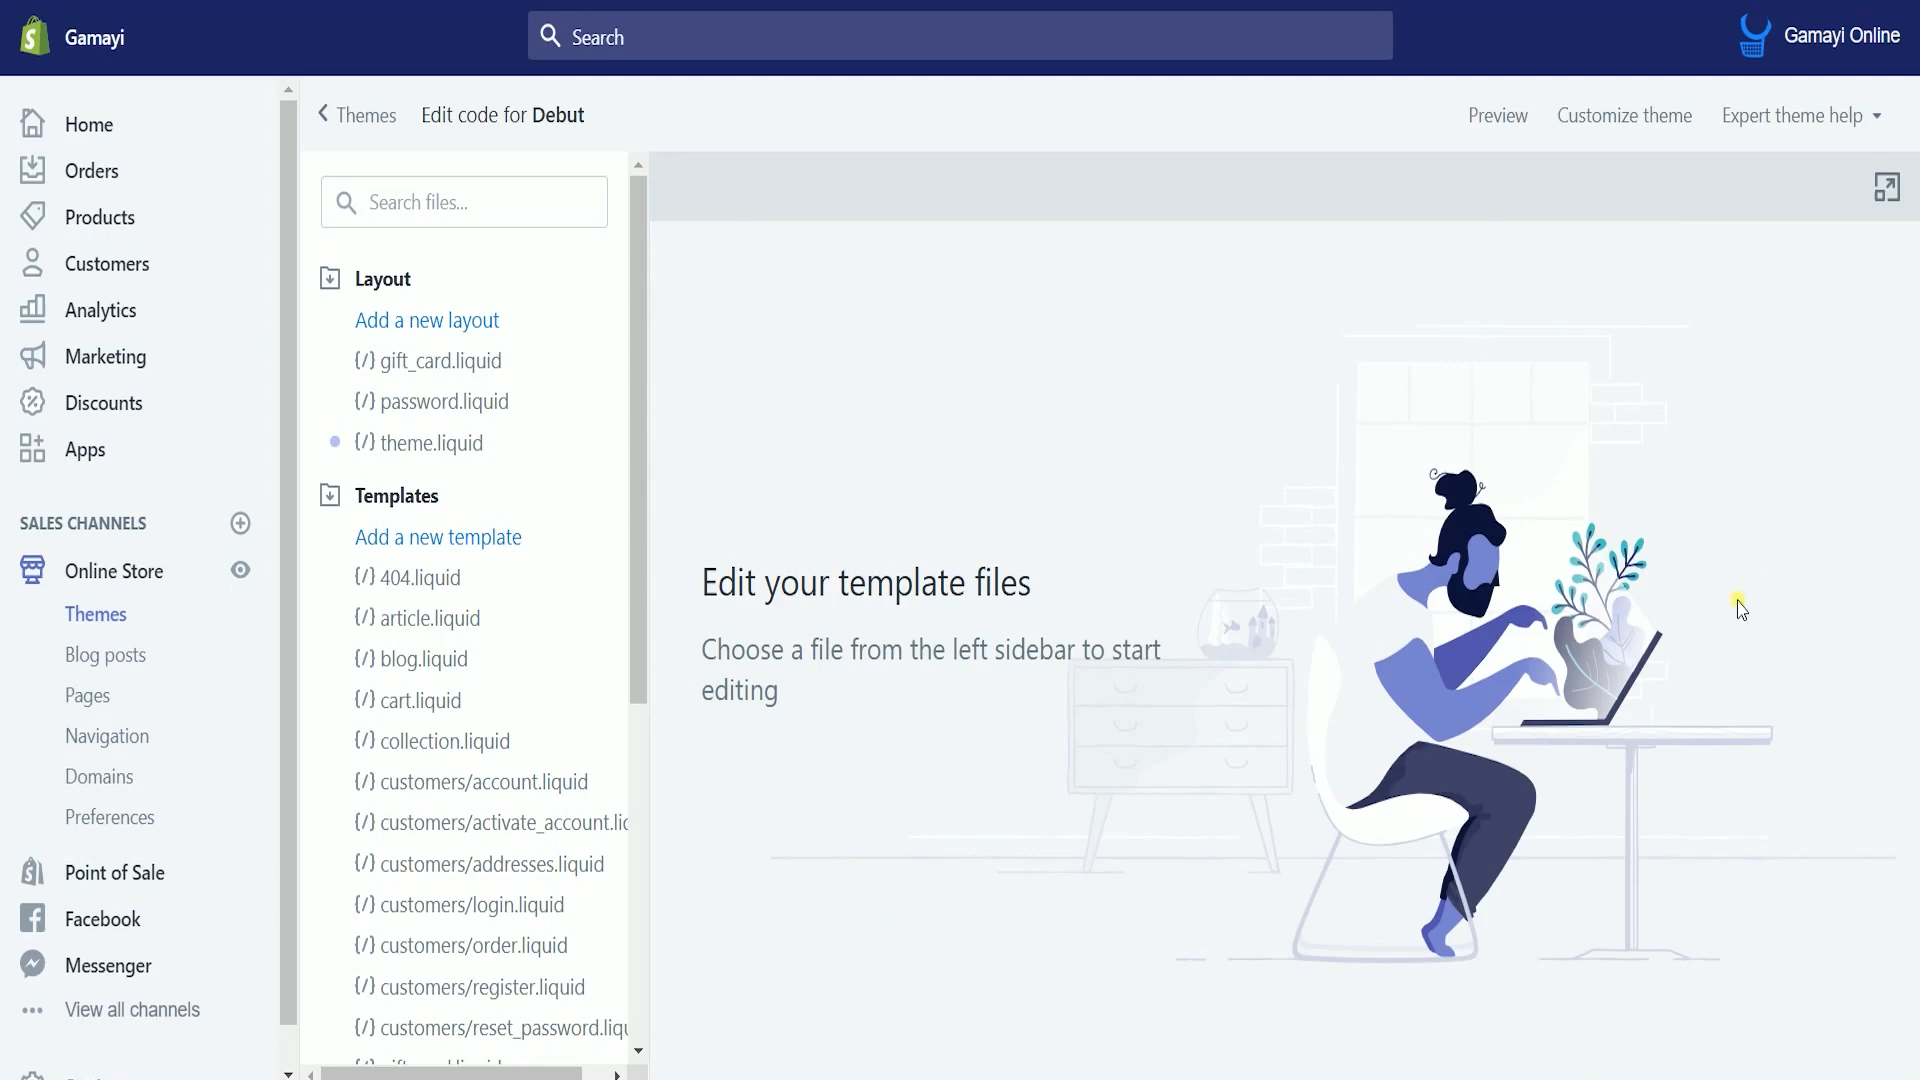 Gamayi
Search
Gamayi Online
Home
Orders
Products
Customers
Analytics
Marketing
Discounts
Apps
SALES CHANNELS
Online Store
Themes
Blog posts
Pages
Navigation
Domains
Preferences
Point of Sale
Facebook
Messenger
View all channels
Themes
Edit code for Debut
Preview
Customize theme
Expert theme help
Search files...
Layout
Add a new layout
{/} gift_card.liquid
{/} password.liquid
{/} theme.liquid
Templates
Add a new template
{/} 404.liquid
{/} article.liquid
{/} blog.liquid
{/} cart.liquid
{/} collection.liquid
{/} customers/account.liquid
{/} customers/activate_account.lic
{/} customers/addresses.liquid
{/} customers/login.liquid
{/} customers/order.liquid
{/} customers/register.liquid
{/} customers/reset_password.liqu
Edit your template files
Choose a file from the left sidebar to start
editing